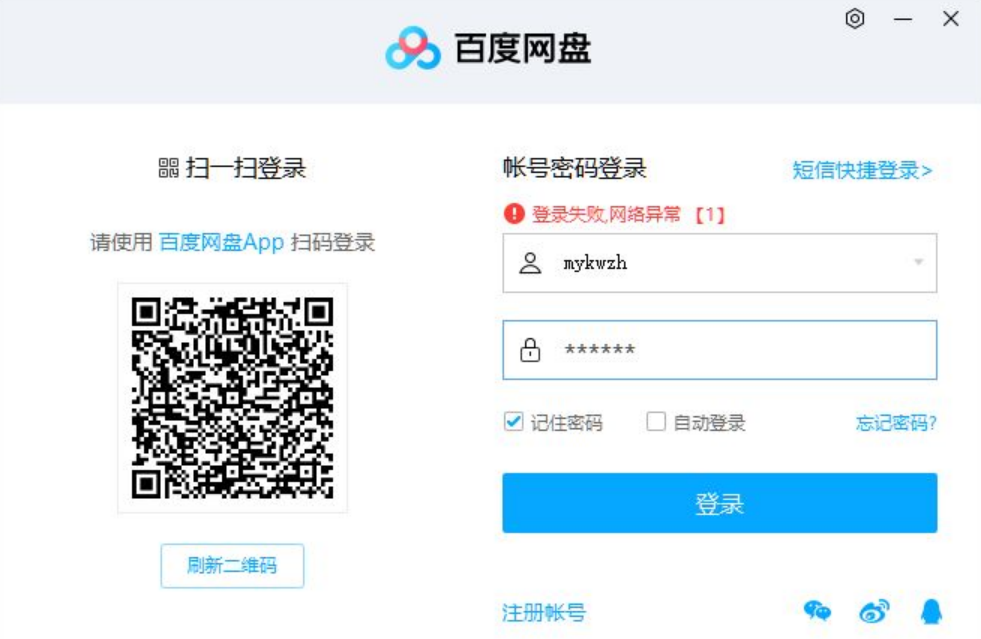 百度网盘
扫一扫登录
请使用 百度网盘App 扫码登录
刷新二维码
帐号密码登录
短信快捷登录>
登录失败,网络异常 【1】
mykwzh
******
记住密码
自动登录
忘记密码?
登录
注册帐号